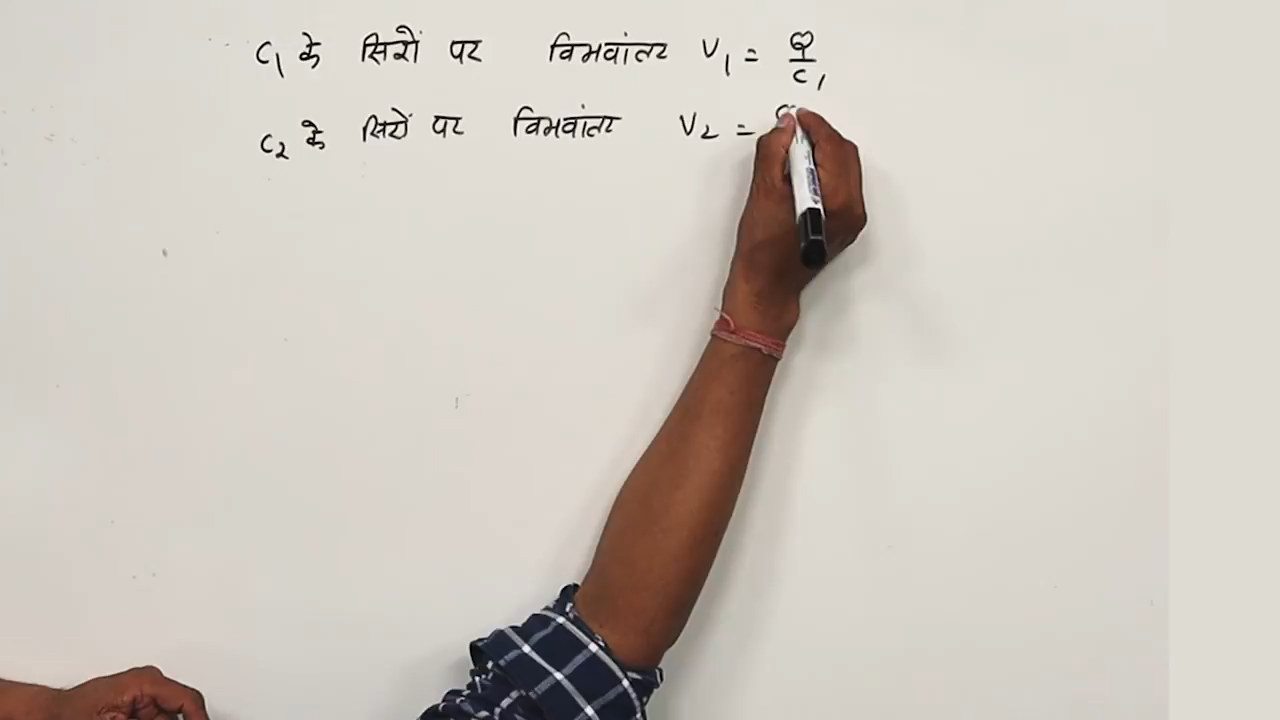 C₁ के सिरों पर विभवांतर V₁ = Q/C₁
C₂ के सिरों पर विभवांतर V₂ =